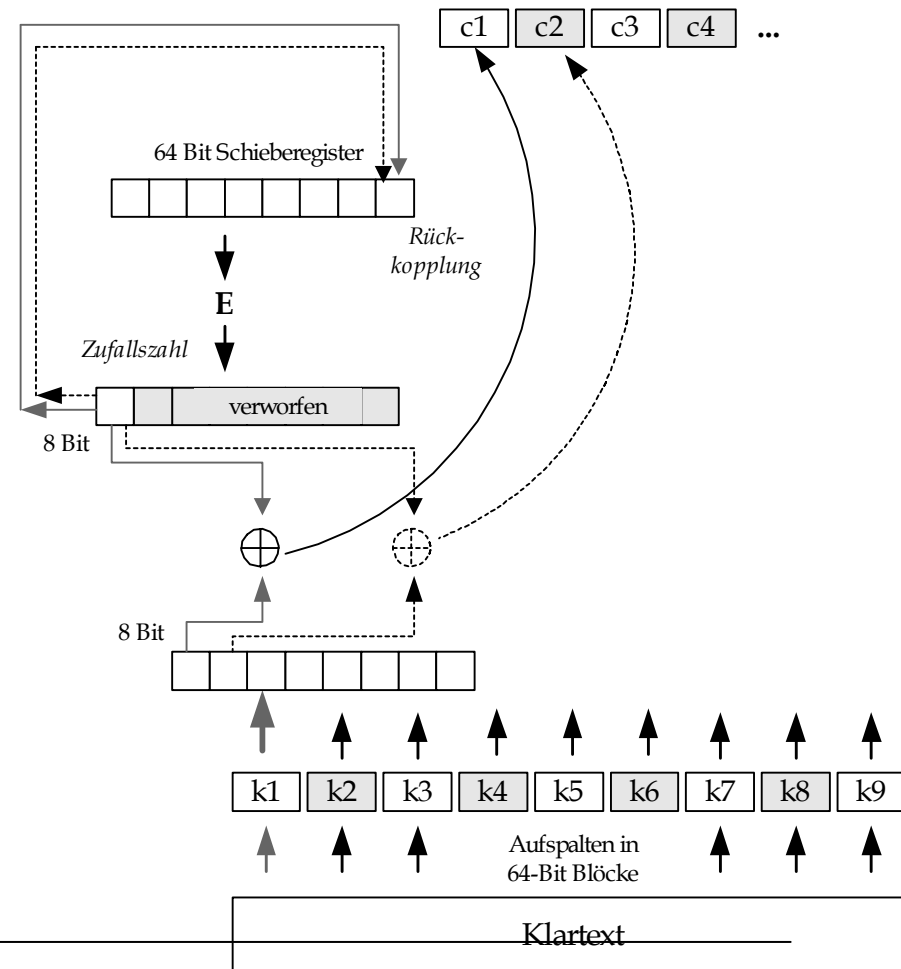 c1 c2 c3 c4 ...
64 Bit Schieberegister
Rück-
kopplung
E
Zufallszahl
verworfen
8 Bit
8 Bit
k1 k2 k3 k4 k5 k6 k7 k8 k9
Aufspalten in
64-Bit Blöcke
Klartext